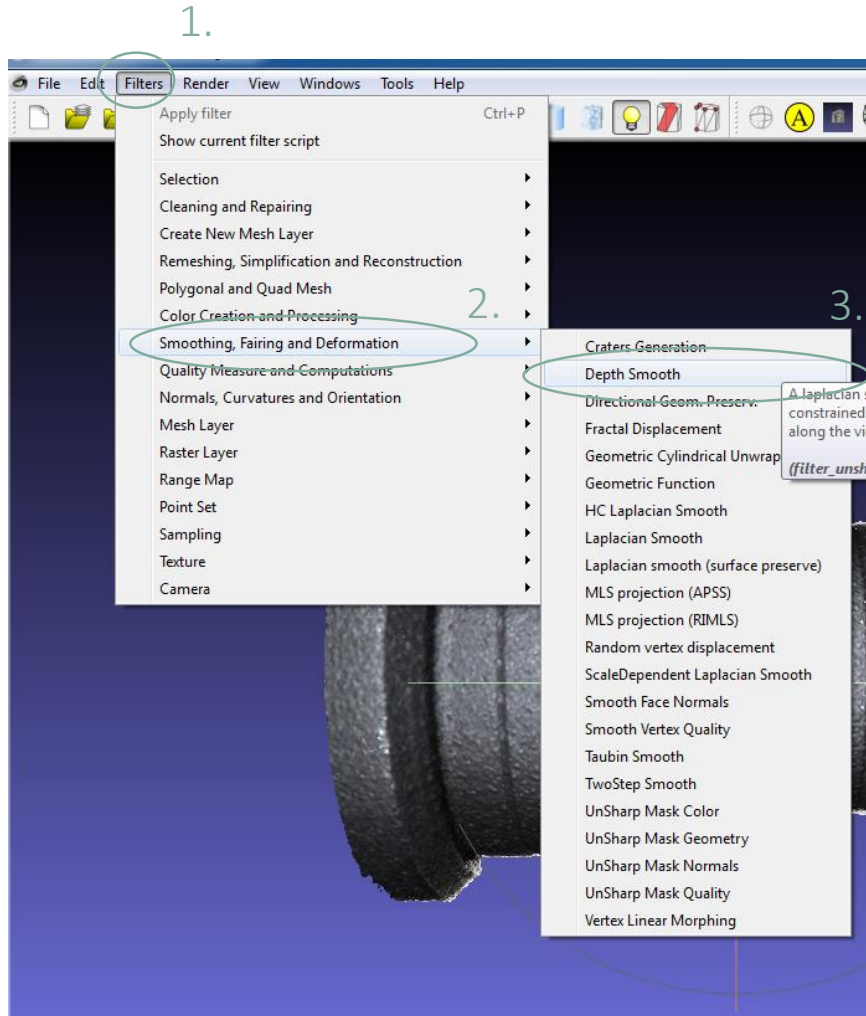 1.
File Edit Filters Render View Windows Tools Help
Apply filter Ctrl+P
Show current filter script
Selection
Cleaning and Repairing
Create New Mesh Layer
Remeshing, Simplification and Reconstruction
Polygonal and Quad Mesh
Color Creation and Processing
2.
Smoothing, Fairing and Deformation
Quality Measure and Computations
Normals, Curvatures and Orientation
Mesh Layer
Raster Layer
Range Map
Point Set
Sampling
Texture
Camera
3.
Craters Generation
Depth Smooth
Directional Geom. Preserv.
Fractal Displacement
Geometric Cylindrical Unwrap
Geometric Function
HC Laplacian Smooth
Laplacian Smooth
Laplacian smooth (surface preserve)
MLS projection (APSS)
MLS projection (RIMLS)
Random vertex displacement
ScaleDependent Laplacian Smooth
Smooth Face Normals
Smooth Vertex Quality
Taubin Smooth
TwoStep Smooth
UnSharp Mask Color
UnSharp Mask Geometry
UnSharp Mask Normals
UnSharp Mask Quality
Vertex Linear Morphing
A laplacian s
constrained
along the vi
(filter_unsh
A